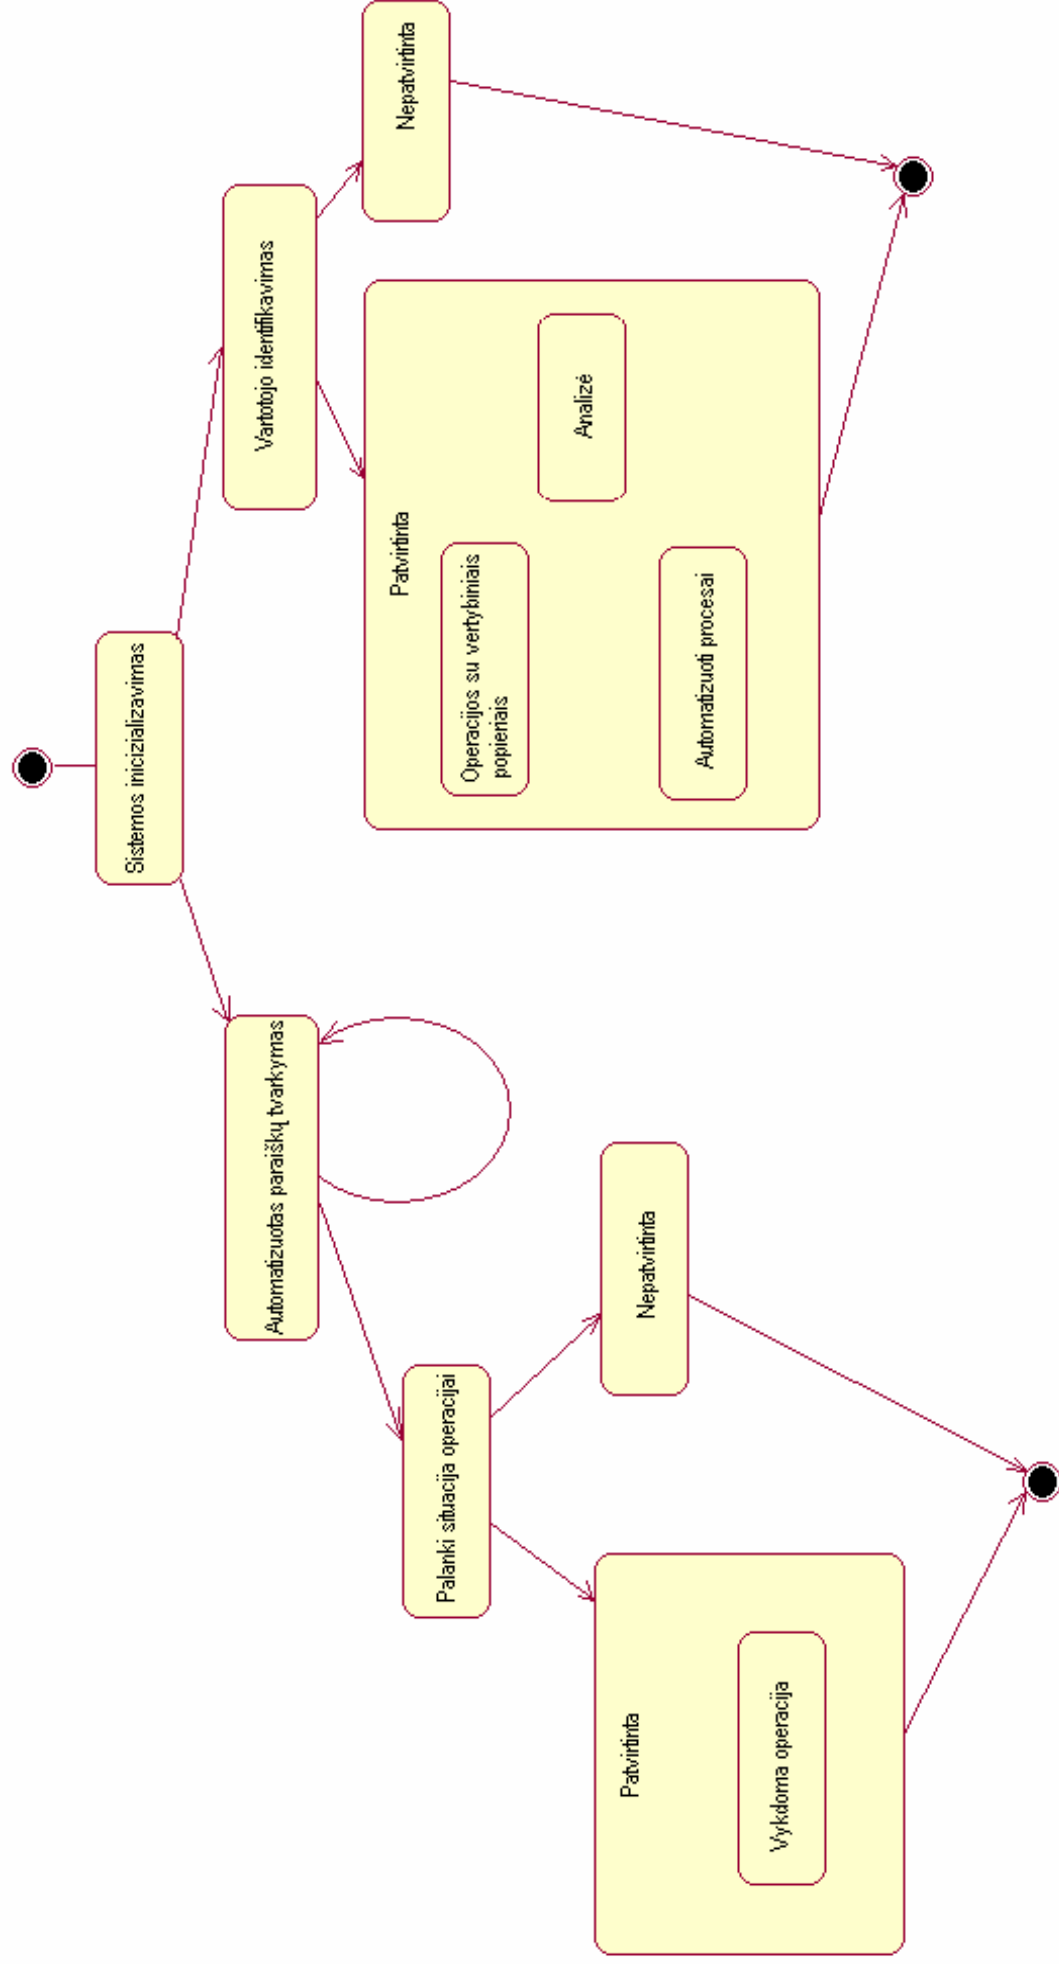 Sistemos inicizializavimas
Automatizuotas paraiškų tvarkymas
Vartotojo identifikavimas
Palanki situacija operacijai
Patvirtinta
Nepatvirtinta
Operacijos su vertybiniais
popieriais
Analizė
Automatizuoti procesai
Patvirtinta
Vykdoma operacija
Nepatvirtinta